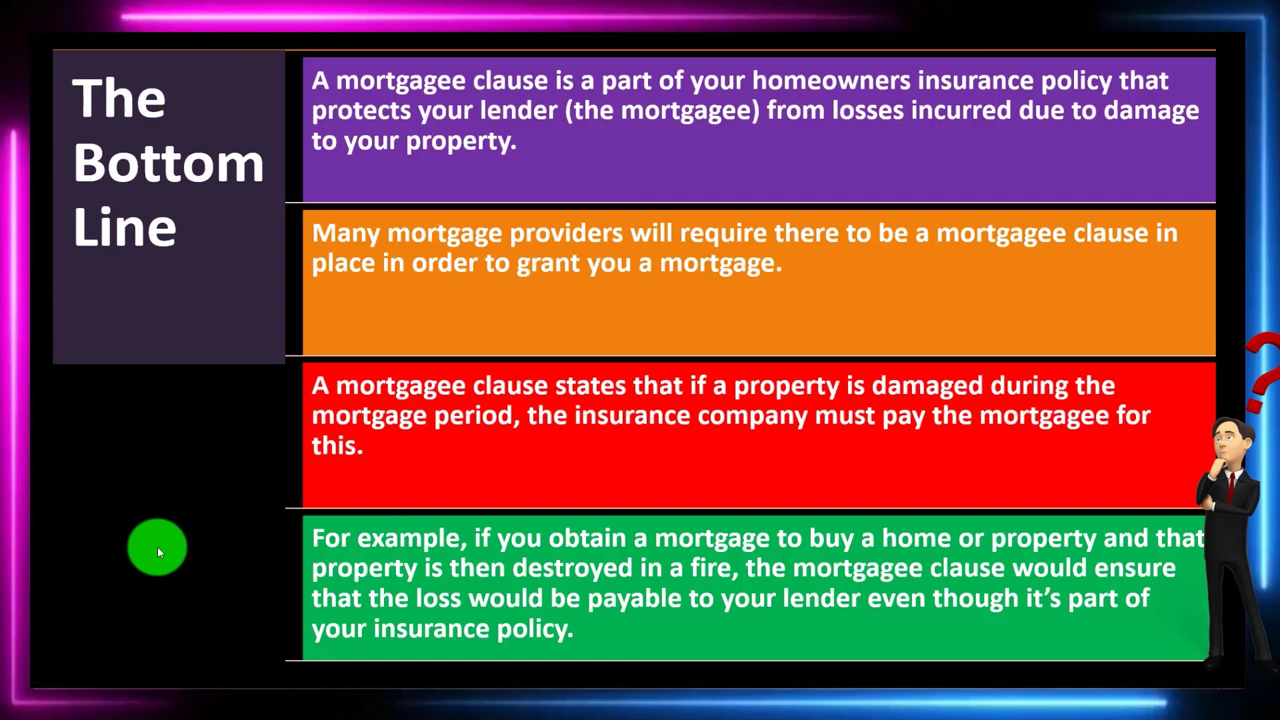 The
Bottom
Line
A mortgagee clause is a part of your homeowners insurance policy that
protects your lender (the mortgagee) from losses incurred due to damage
to your property.
Many mortgage providers will require there to be a mortgagee clause in
place in order to grant you a mortgage.
A mortgagee clause states that if a property is damaged during the
mortgage period, the insurance company must pay the mortgagee for
this.
For example, if you obtain a mortgage to buy a home or property and that
property is then destroyed in a fire, the mortgagee clause would ensure
that the loss would be payable to your lender even though it’s part of
your insurance policy.